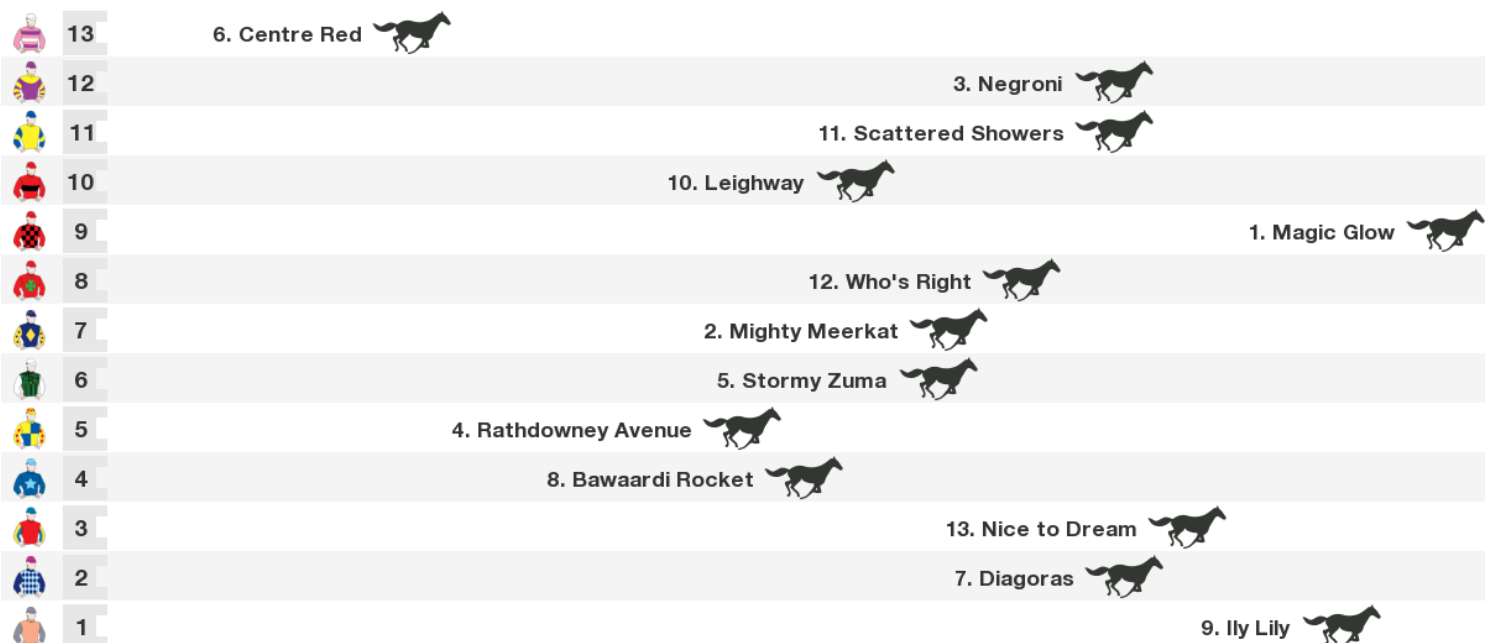 13 6. Centre Red
12 3. Negroni
11 11. Scattered Showers
10 10. Leighway
9 1. Magic Glow
8 12. Who's Right
7 2. Mighty Meerkat
6 5. Stormy Zuma
5 4. Rathdowney Avenue
4 8. Bawaardi Rocket
3 13. Nice to Dream
2 7. Diagoras
1 9. Ily Lily